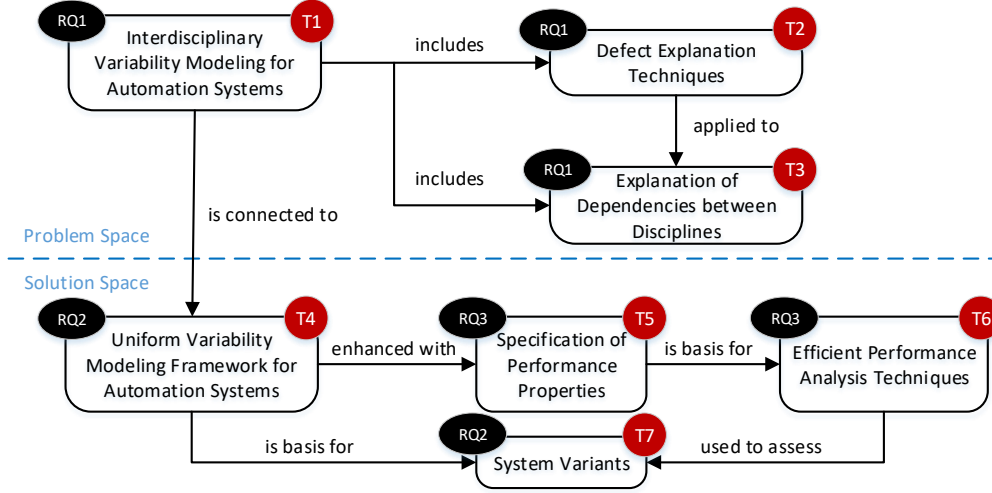 RQ1
T1
Interdisciplinary
Variability Modeling for
Automation Systems
includes
RQ1
T2
Defect Explanation
Techniques
applied to
includes
RQ1
T3
Explanation of
Dependencies between
Disciplines
is connected to
Problem Space
Solution Space
RQ2
T4
Uniform Variability
Modeling Framework for
Automation Systems
enhanced with
RQ3
T5
Specification of
Performance
Properties
is basis for
RQ3
T6
Efficient Performance
Analysis Techniques
is basis for
RQ2
T7
System Variants
used to assess